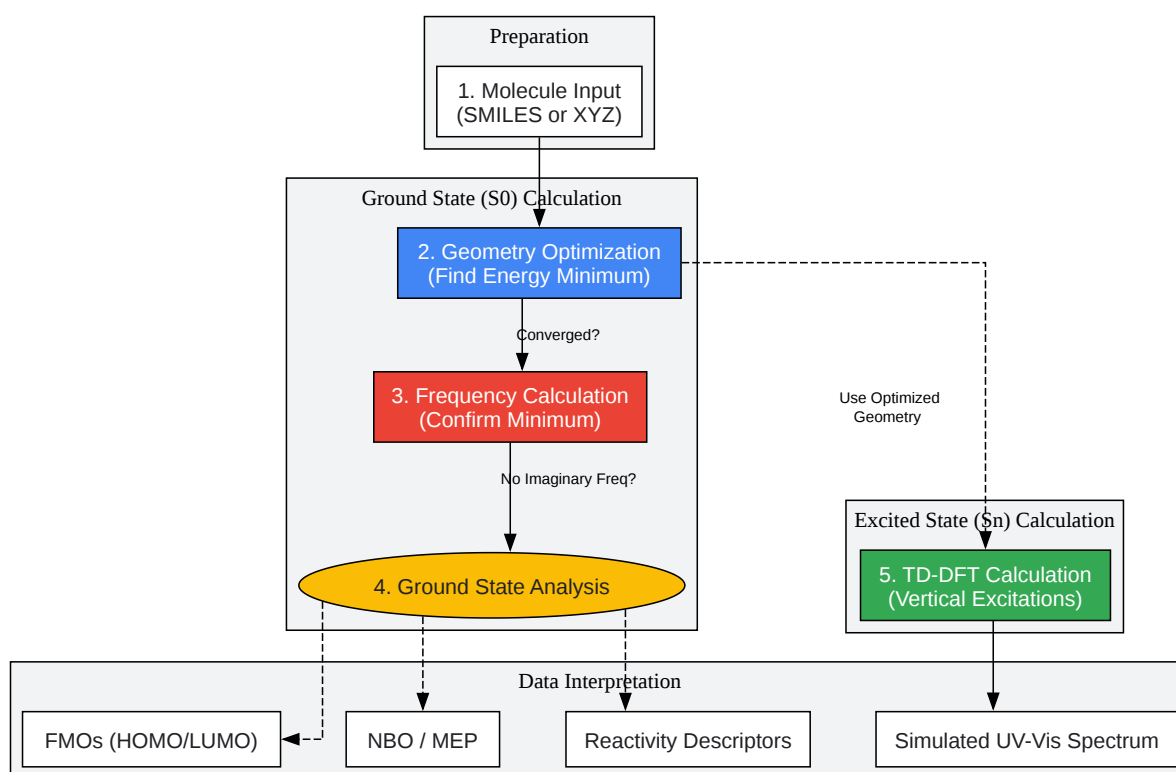 Preparation
1. Molecule Input
(SMILES or XYZ)
Ground State (S0) Calculation
2. Geometry Optimization
(Find Energy Minimum)
Converged?
3. Frequency Calculation
(Confirm Minimum)
Use Optimized
Geometry
No Imaginary Freq?
Excited State (Sn) Calculation
4. Ground State Analysis
5. TD-DFT Calculation
(Vertical Excitations)
Data Interpretation
FMOs (HOMO/LUMO)
NBO / MEP
Reactivity Descriptors
Simulated UV-Vis Spectrum